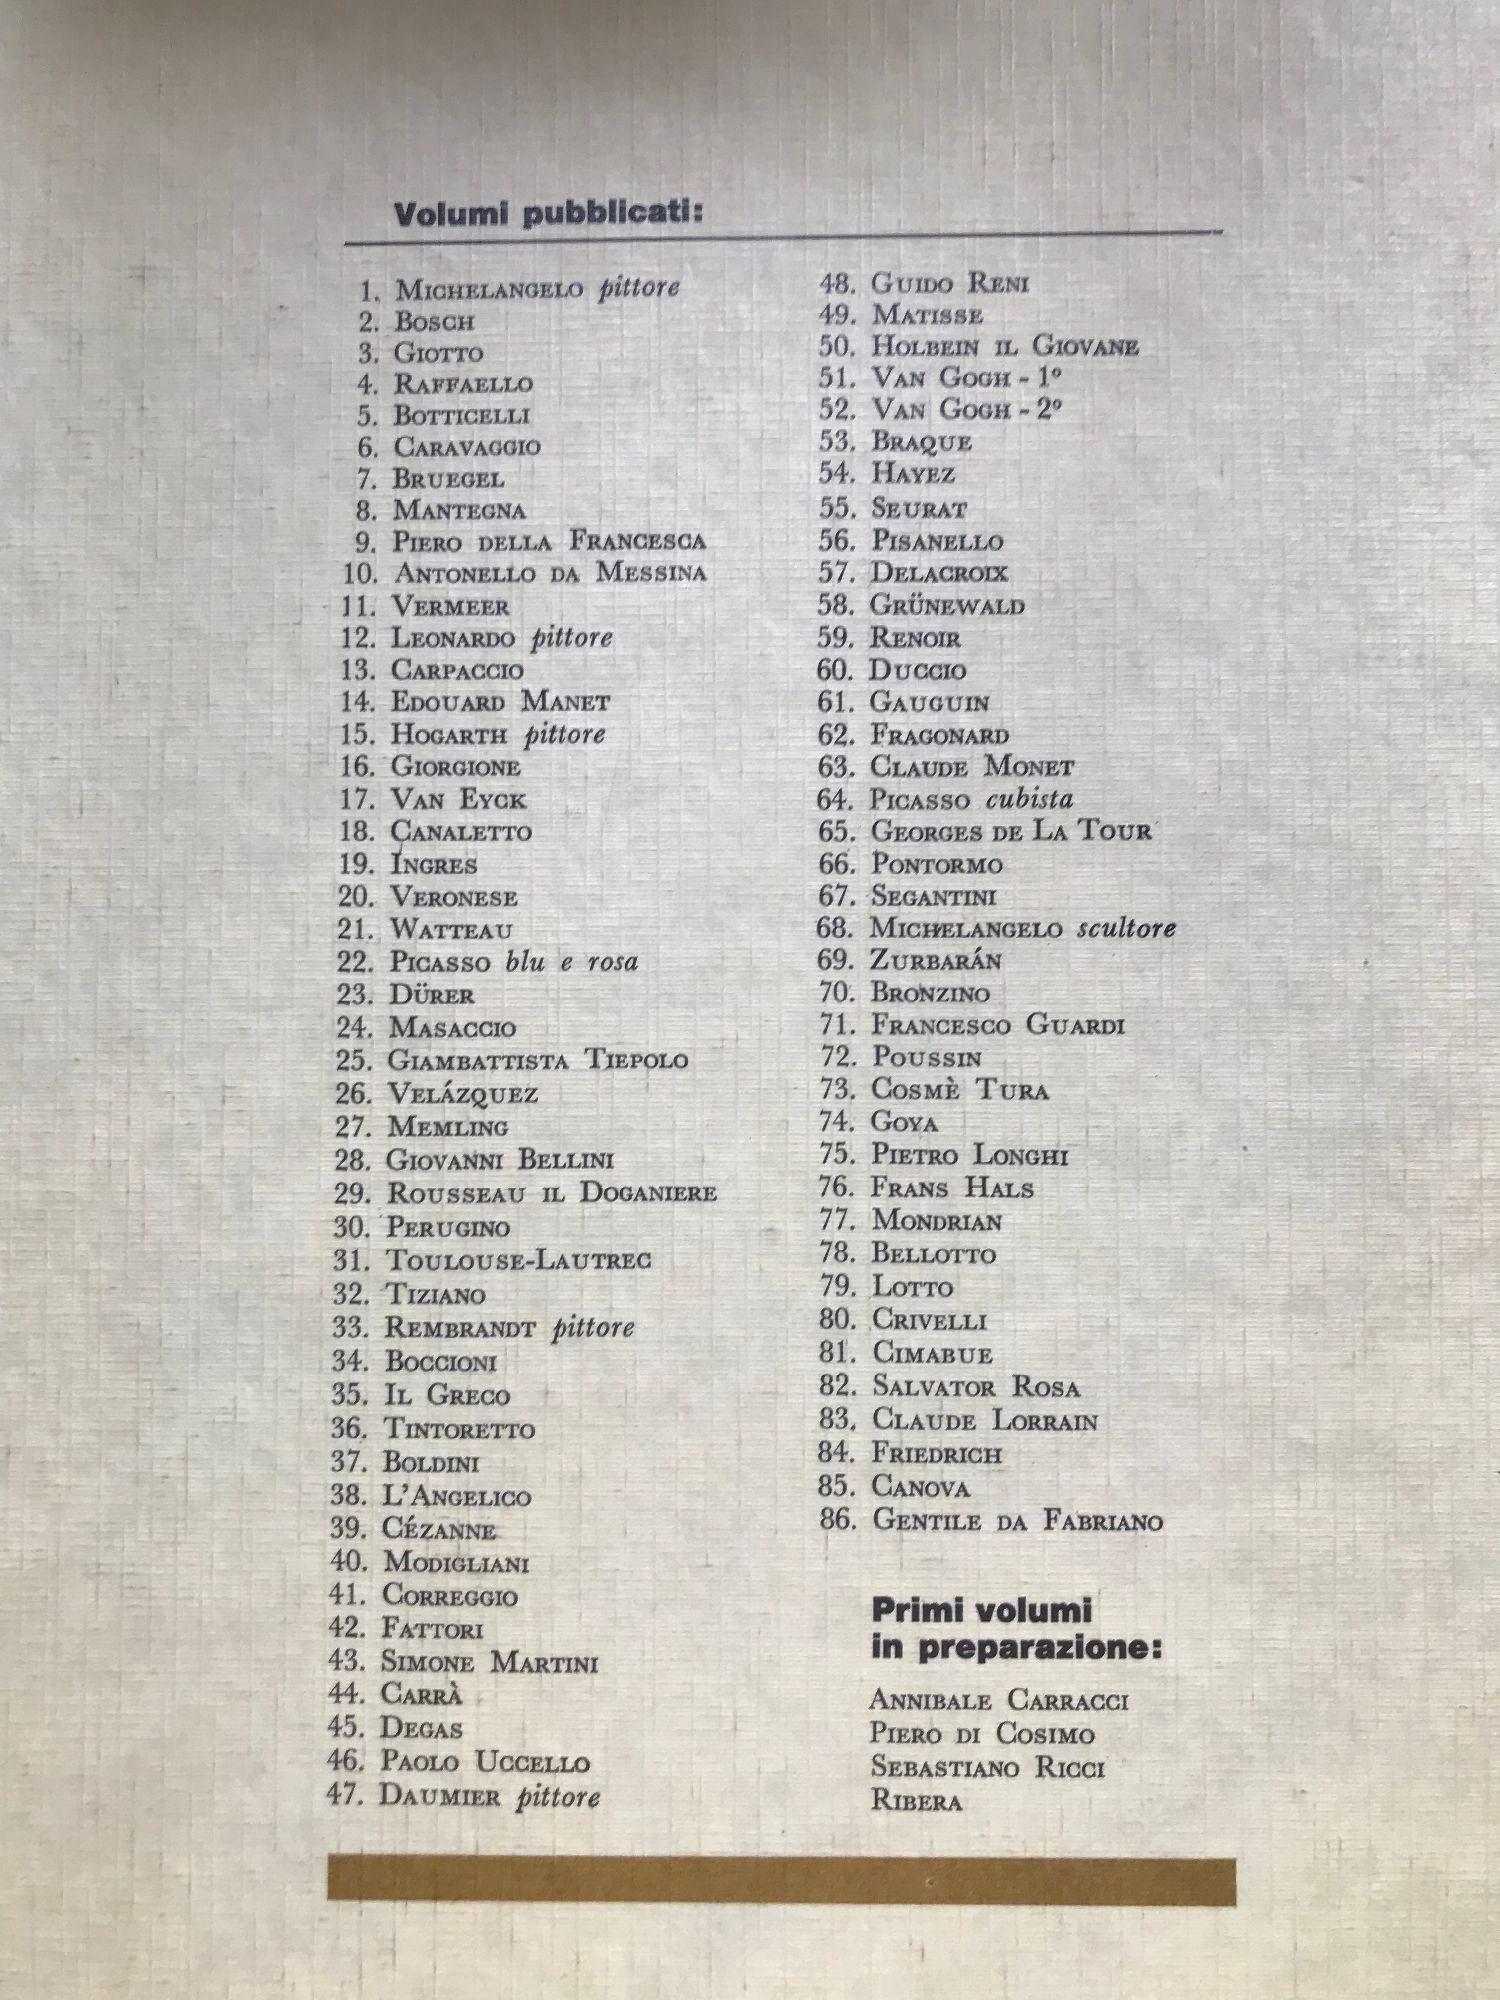 Volumi pubblicati:
1. Michelangelo pittore
2. Bosch
3. Giotto
4. Raffaello
5. Botticelli
6. Caravaggio
7. Bruegel
8. Mantegna
9. Piero della Francesca
10. Antonello da Messina
11. Vermeer
12. Leonardo pittore
13. Carpaccio
14. Edouard Manet
15. Hogarth pittore
16. Giorgione
17. Van Eyck
18. Canaletto
19. Ingres
20. Veronese
21. Watteau
22. Picasso blu e rosa
23. Dürer
24. Masaccio
25. Giambattista Tiepolo
26. Velázquez
27. Memling
28. Giovanni Bellini
29. Rousseau il Doganiere
30. Perugino
31. Toulouse-Lautrec
32. Tiziano
33. Rembrandt pittore
34. Boccioni
35. Il Greco
36. Tintoretto
37. Boldini
38. L'Angelico
39. Cézanne
40. Modigliani
41. Correggio
42. Fattori
43. Simone Martini
44. Carrà
45. Degas
46. Paolo Uccello
47. Daumier pittore
48. Guido Reni
49. Matisse
50. Holbein il Giovane
51. Van Gogh - 1º
52. Van Gogh - 2º
53. Braque
54. Hayez
55. Seurat
56. Pisanello
57. Delacroix
58. Grünewald
59. Renoir
60. Duccio
61. Gauguin
62. Fragonard
63. Claude Monet
64. Picasso cubista
65. Georges de La Tour
66. Pontormo
67. Segantini
68. Michelangelo scultore
69. Zurbarán
70. Bronzino
71. Francesco Guardi
72. Poussin
73. Cosmè Tura
74. Goya
75. Pietro Longhi
76. Frans Hals
77. Mondrian
78. Bellotto
79. Lotto
80. Crivelli
81. Cimabue
82. Salvator Rosa
83. Claude Lorrain
84. Friedrich
85. Canova
86. Gentile da Fabriano
Primi volumi
in preparazione:
Annibale Carracci
Piero di Cosimo
Sebastiano Ricci
Ribera